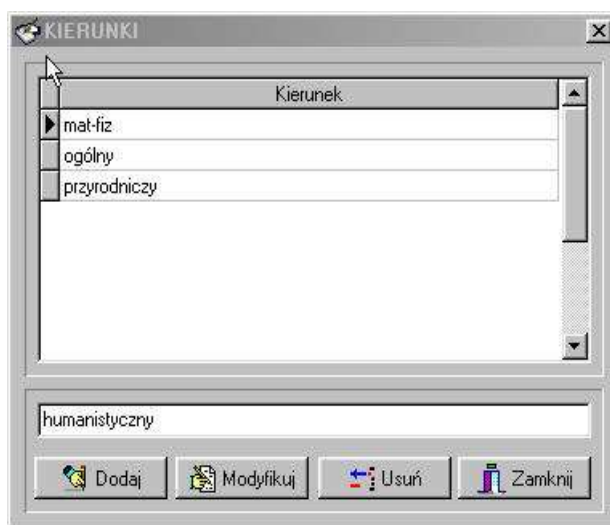 KIERUNKI
Kierunek
mat-fiz
ogólny
przyrodniczy
humanistyczny
Dodaj Modyfikuj Usuń Zamknij